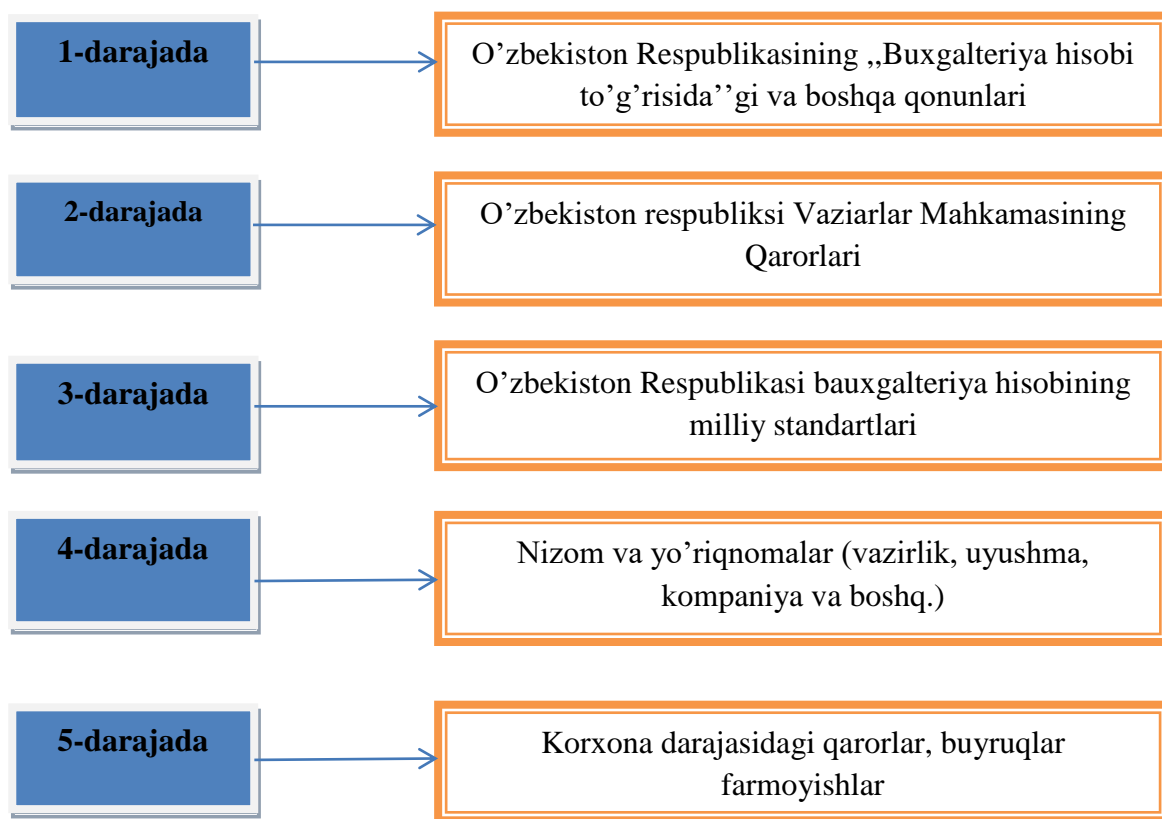 1-darajada
O’zbekiston Respublikasining ,,Buxgalteriya hisobi
to’g’risida’’gi va boshqa qonunlari
2-darajada
O’zbekiston respubliksi Vaziarlar Mahkamasining
Qarorlari
3-darajada
O’zbekiston Respublikasi bauxgalteriya hisobining
milliy standartlari
4-darajada
Nizom va yo’riqnomalar (vazirlik, uyushma,
kompaniya va boshq.)
5-darajada
Korxona darajasidagi qarorlar, buyruqlar
farmoyishlar